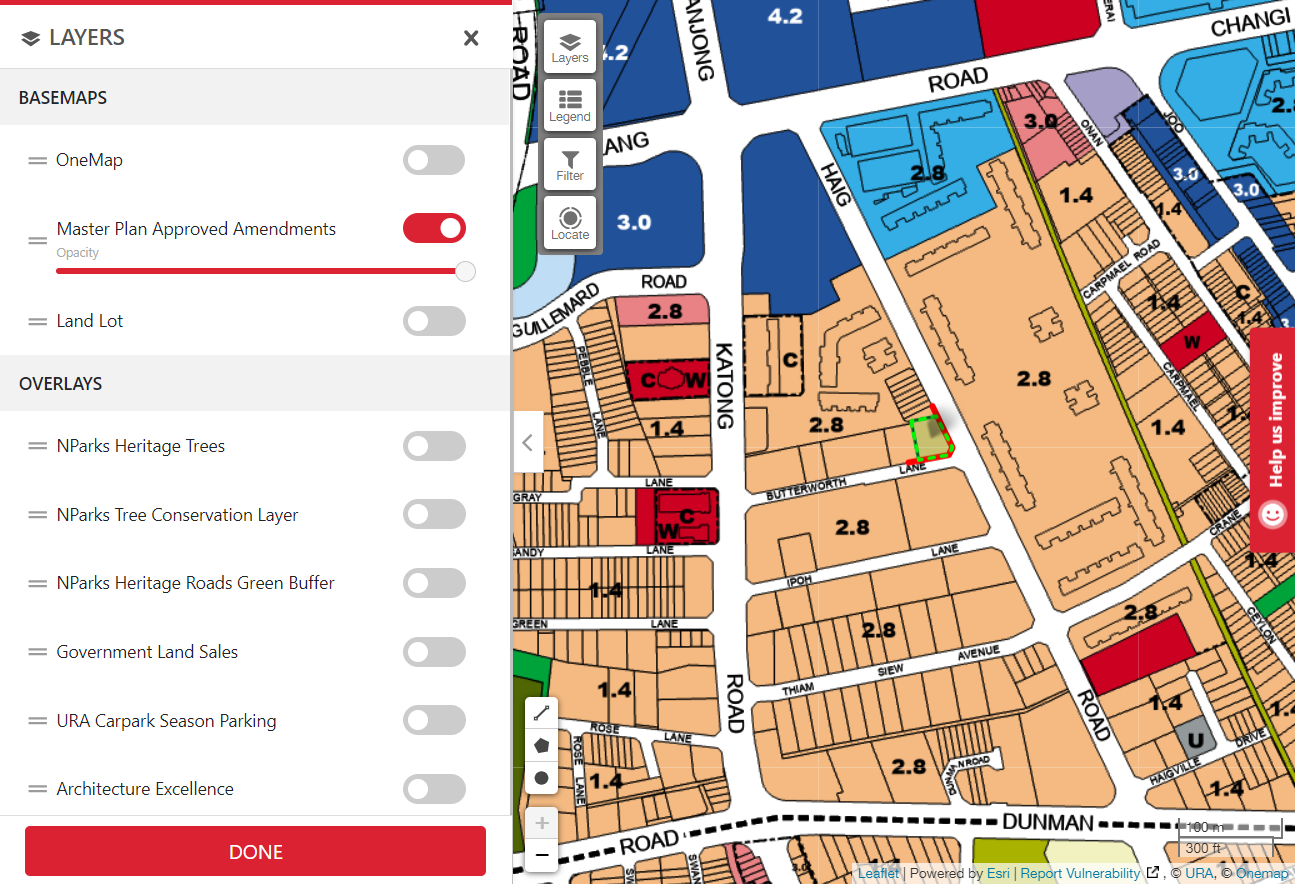 LAYERS
BASEMAPS
OneMap
Master Plan Approved Amendments
Opacity
Land Lot
OVERLAYS
NParks Heritage Trees
NParks Tree Conservation Layer
NParks Heritage Roads Green Buffer
Government Land Sales
URA Carpark Season Parking
Architecture Excellence
DONE
Layers
Legend
Filter
Locate
ROAD
4.2
ANJONG
4.2
CHANGI
ROAD
LANG
HAIG
3.0
2.8
3.0
ONAN
JOO
2.8
3.0
3.0
1.4
1.4
CARPMAEL ROAD
ROAD
GUILLEMARD
2.8
PEBBLE
LANE
KATONG
C
W
C
1.4
C
1.4
W
CARPMAEL
2.8
2.8
1.4
1.4
LANE
LANE
BUTTERWORTH
GRAY
C
W
2.8
CRANE
SANDY
LANE
LANE
IPOH
1.4
1.4
GREEN
LANE
2.8
2.8
CEYLON
AVENUE
SIEW
THIAM
1.4
ROAD
ROAD
1.4
1.4
U
ROSE
LANE
ROSE
LANE
DRIVE
HAIGVILLE
1.4
2.8
1.4
DUNMAN ROAD
DUNMAN
ROAD
SWAN
Help us improve
+
−
100 m
300 ft
Leaflet | Powered by Esri | Report Vulnerability , © URA, © Onemap